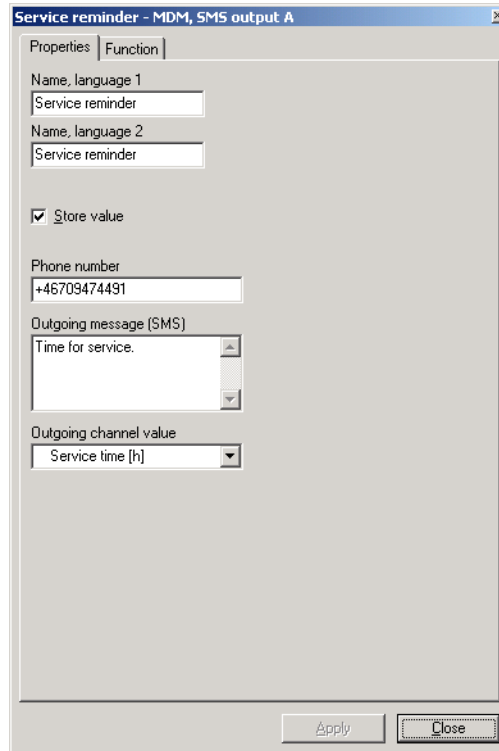 Service reminder - MDM, SMS output A
Properties Function
Name, language 1
Service reminder
Name, language 2
Service reminder
Store value
Phone number
+46709474491
Outgoing message (SMS)
Time for service.
Outgoing channel value
Service time [h]
Apply Close